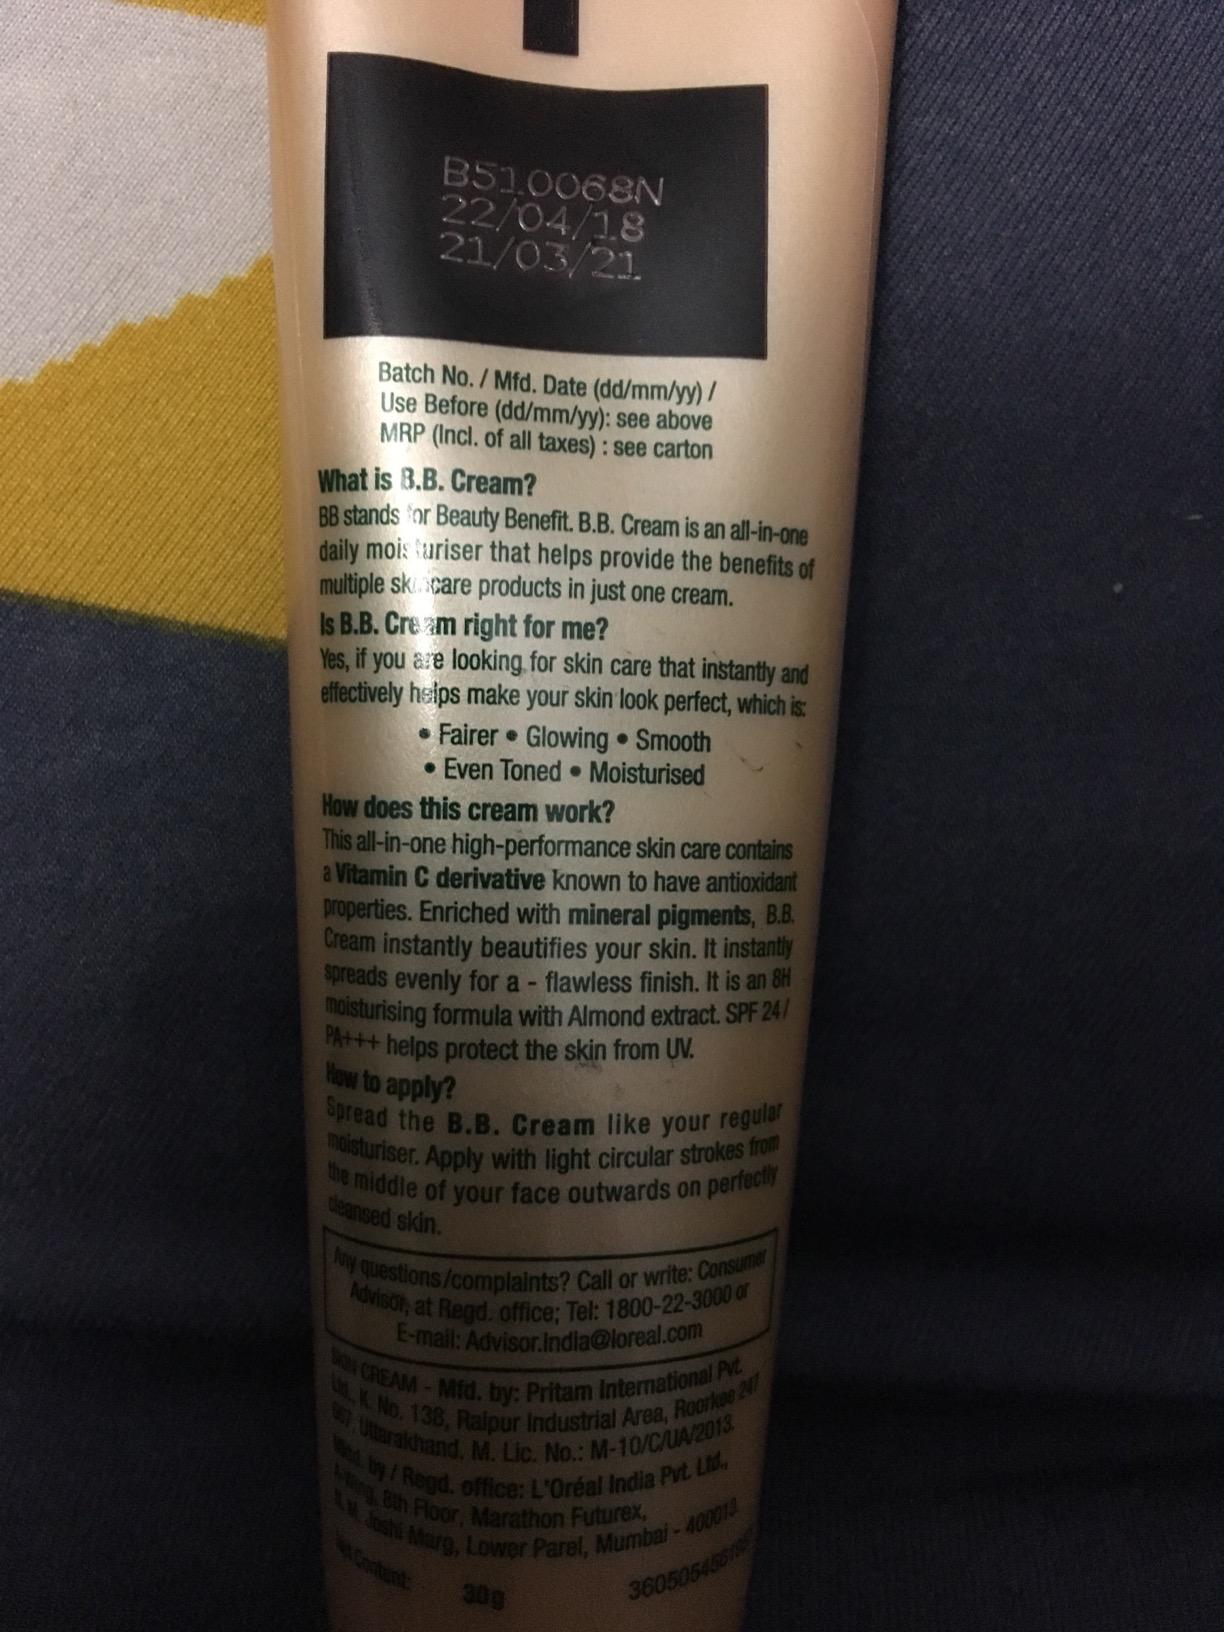 B510068N
22/04/18
21/03/21
Batch No. / Mfd. Date (dd/mm/yy) /
Use Before (dd/mm/yy): see above
MRP (Incl. of all taxes) : see carton
What is B.B. Cream?
BB stands for Beauty Benefit. B.B. Cream is an all-in-one
daily moisturiser that helps provide the benefits of
multiple skincare products in just one cream.
Is B.B. Cream right for me?
Yes, if you are looking for skin care that instantly and
effectively helps make your skin look perfect, which is:
• Fairer • Glowing • Smooth
• Even Toned • Moisturised
How does this cream work?
This all-in-one high-performance skin care contains
a Vitamin C derivative known to have antioxidant
properties. Enriched with mineral pigments, B.B.
Cream instantly beautifies your skin. It instantly
spreads evenly for a - flawless finish. It is an 8H
moisturising formula with Almond extract. SPF 24/
PA+++ helps protect the skin from UV.
How to apply?
Spread the B.B. Cream like your regular
moisturiser. Apply with light circular strokes from
the middle of your face outwards on perfectly
cleansed skin.
Any questions/complaints? Call or write: Consumer
Advisor, at Regd. office; Tel: 1800-22-3000 or
E-mail: Advisor.India@loreal.com
SKIN CREAM - Mfd. by: Pritam International Pvt.
Ltd., K. No. 138, Raipur Industrial Area, Roorkee 247
667, Uttarakhand. M. Lic. No.: M-10/C/UA/2013.
Mktd. by / Regd. office: L'Oréal India Pvt. Ltd.,
A-Wing, 8th Floor, Marathon Futurex,
N. M. Joshi Marg, Lower Parel, Mumbai - 400013.
Net Content: 30g